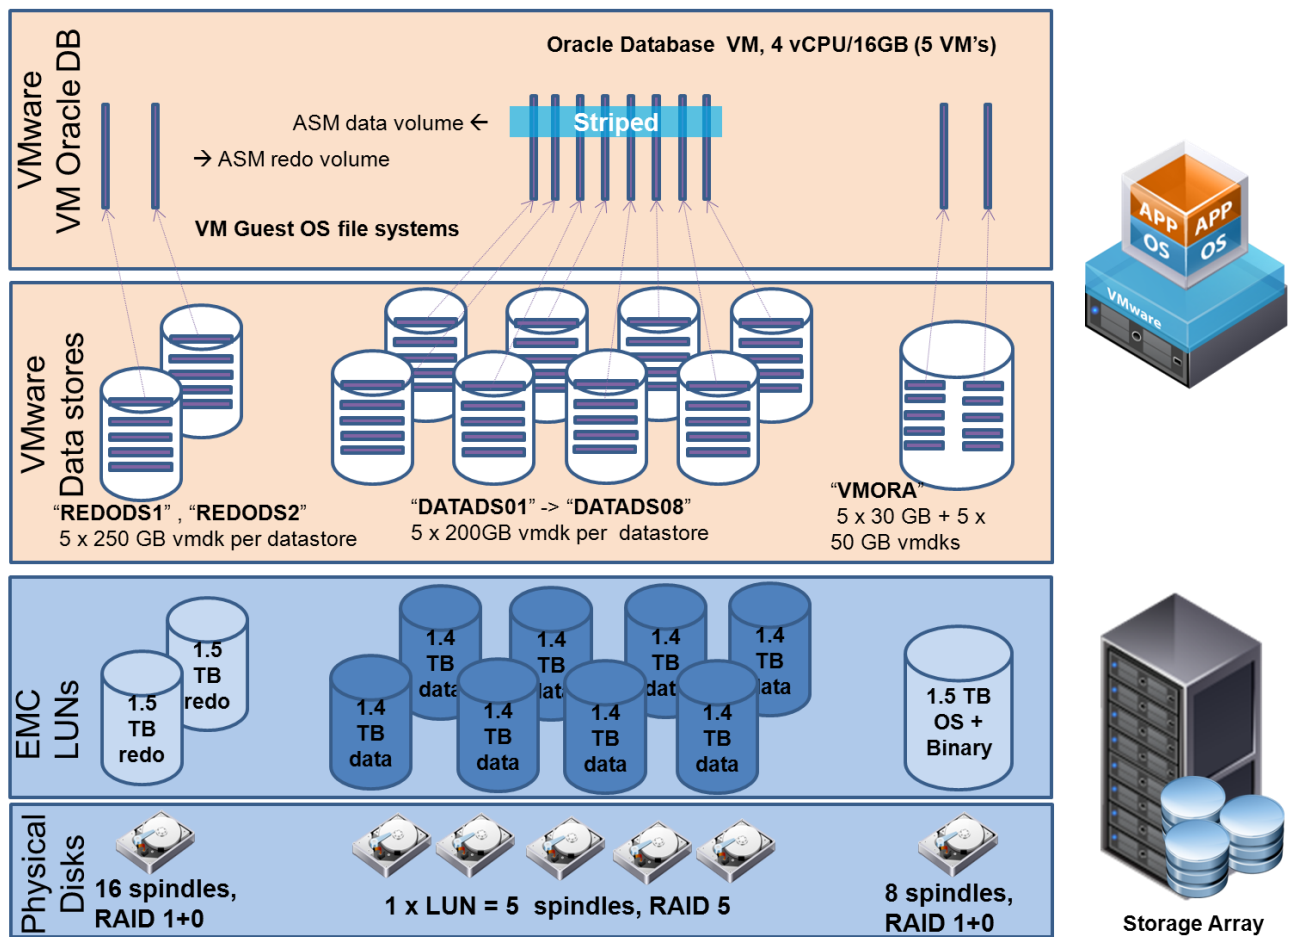 VMware
VM Oracle DB
Oracle Database VM, 4 vCPU/16GB (5 VM’s)
ASM data volume ←
Striped
→ ASM redo volume
VM Guest OS file systems
APP
APP
OS
OS
VMware
VMware
Data stores
“REDODS1” , “REDODS2”
5 x 250 GB vmdk per datastore
“DATADS01” -> “DATADS08”
5 x 200GB vmdk per datastore
“VMORA”
5 x 30 GB + 5 x
50 GB vmdks
EMC
LUNs
1.5
TB
redo
1.5
TB
redo
1.4
TB
data
1.4
TB
data
1.4
TB
data
1.4
TB
data
1.4
TB
data
1.4
TB
data
1.4
TB
data
1.4
TB
data
1.5 TB
OS +
Binary
Physical
Disks
16 spindles,
RAID 1+0
1 x LUN = 5 spindles, RAID 5
8 spindles,
RAID 1+0
Storage Array